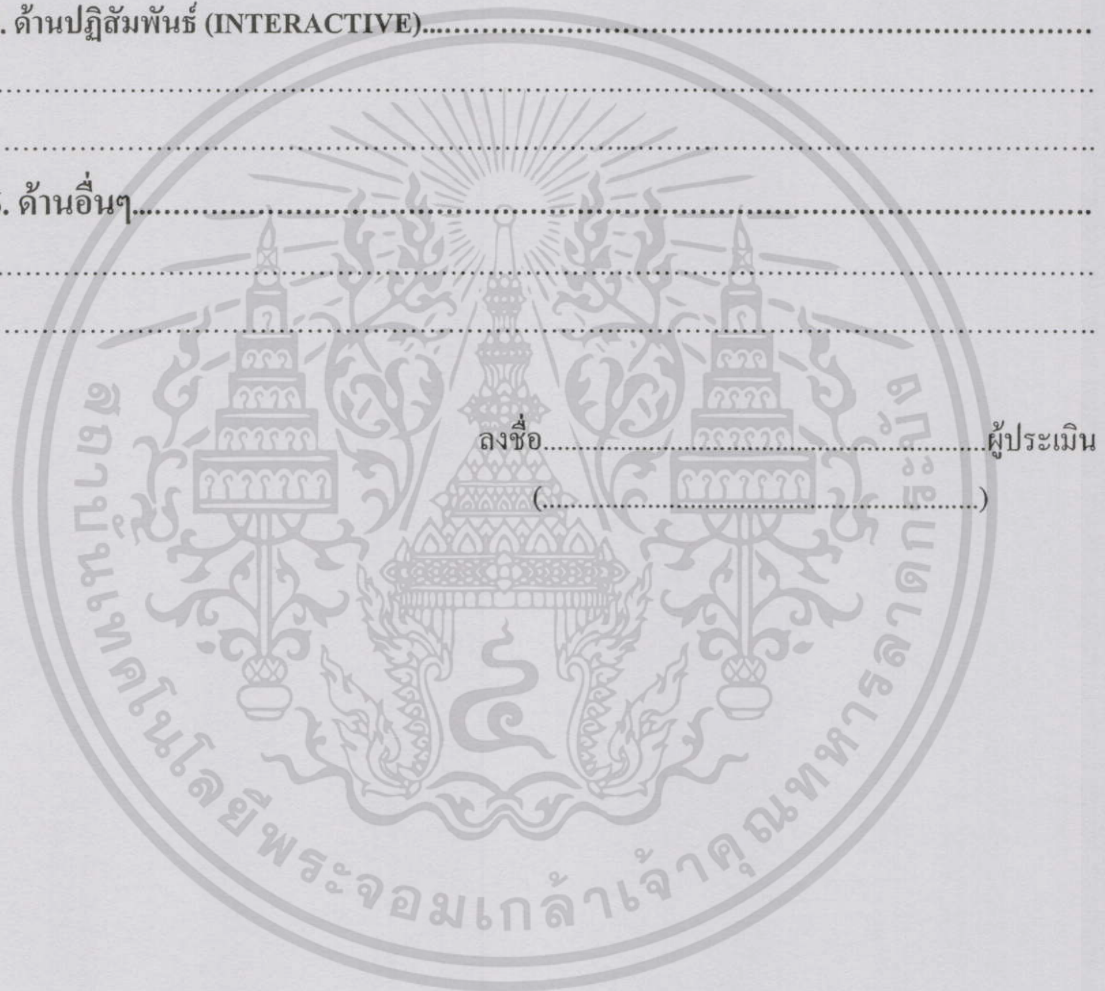 . ด้านปฏิสัมพันธ์ (INTERACTIVE)....................................................................
....................................................................................................
....................................................................................................
. ด้านอื่นๆ....................................................................................................
....................................................................................................
....................................................................................................
ลงชื่อ..................................................ผู้ประเมิน
(..................................................)
สถาบันเทคโนโลยีพระจอมเกล้าเจ้าคุณทหารลาดกระบัง
๔